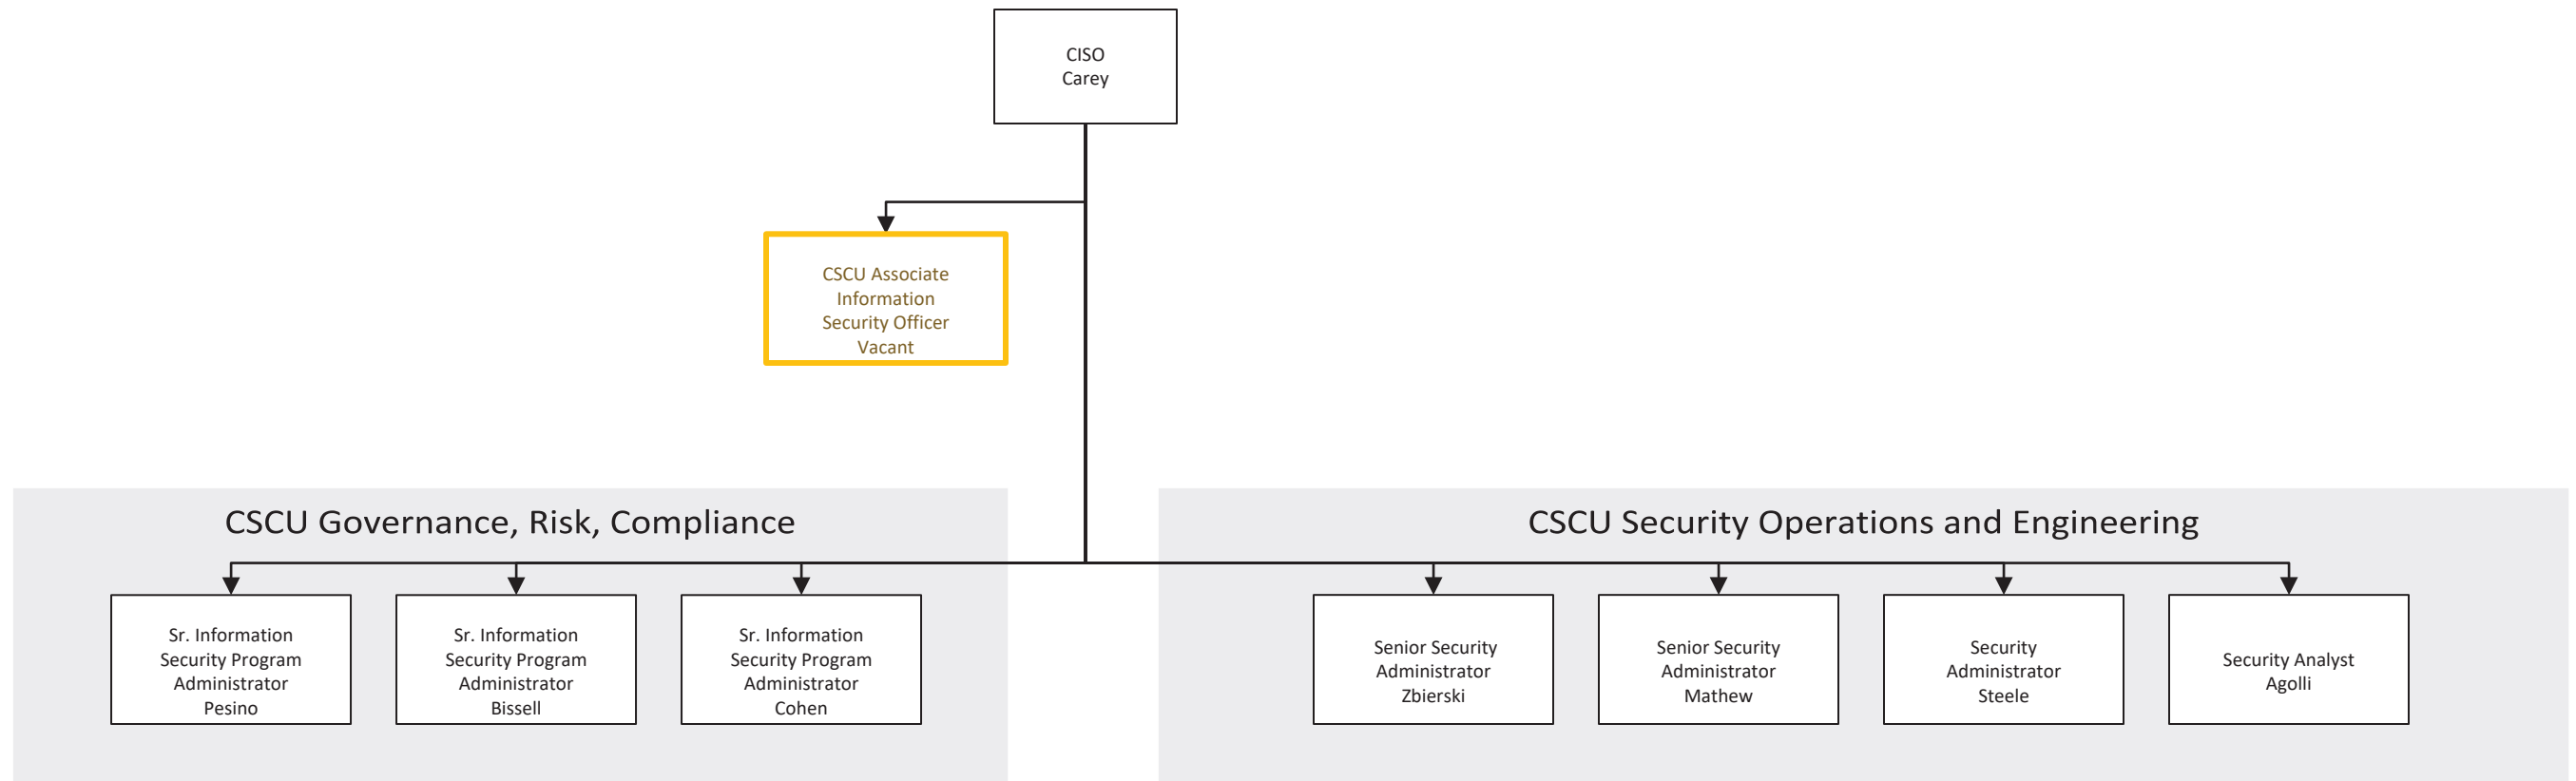 CISO
Carey
CSCU Associate
Information
Security Officer
Vacant
CSCU Governance, Risk, Compliance
Sr. Information
Security Program
Administrator
Pesino
Sr. Information
Security Program
Administrator
Bissell
Sr. Information
Security Program
Administrator
Cohen
CSCU Security Operations and Engineering
Senior Security
Administrator
Zbierski
Senior Security
Administrator
Mathew
Security
Administrator
Steele
Security Analyst
Agolli